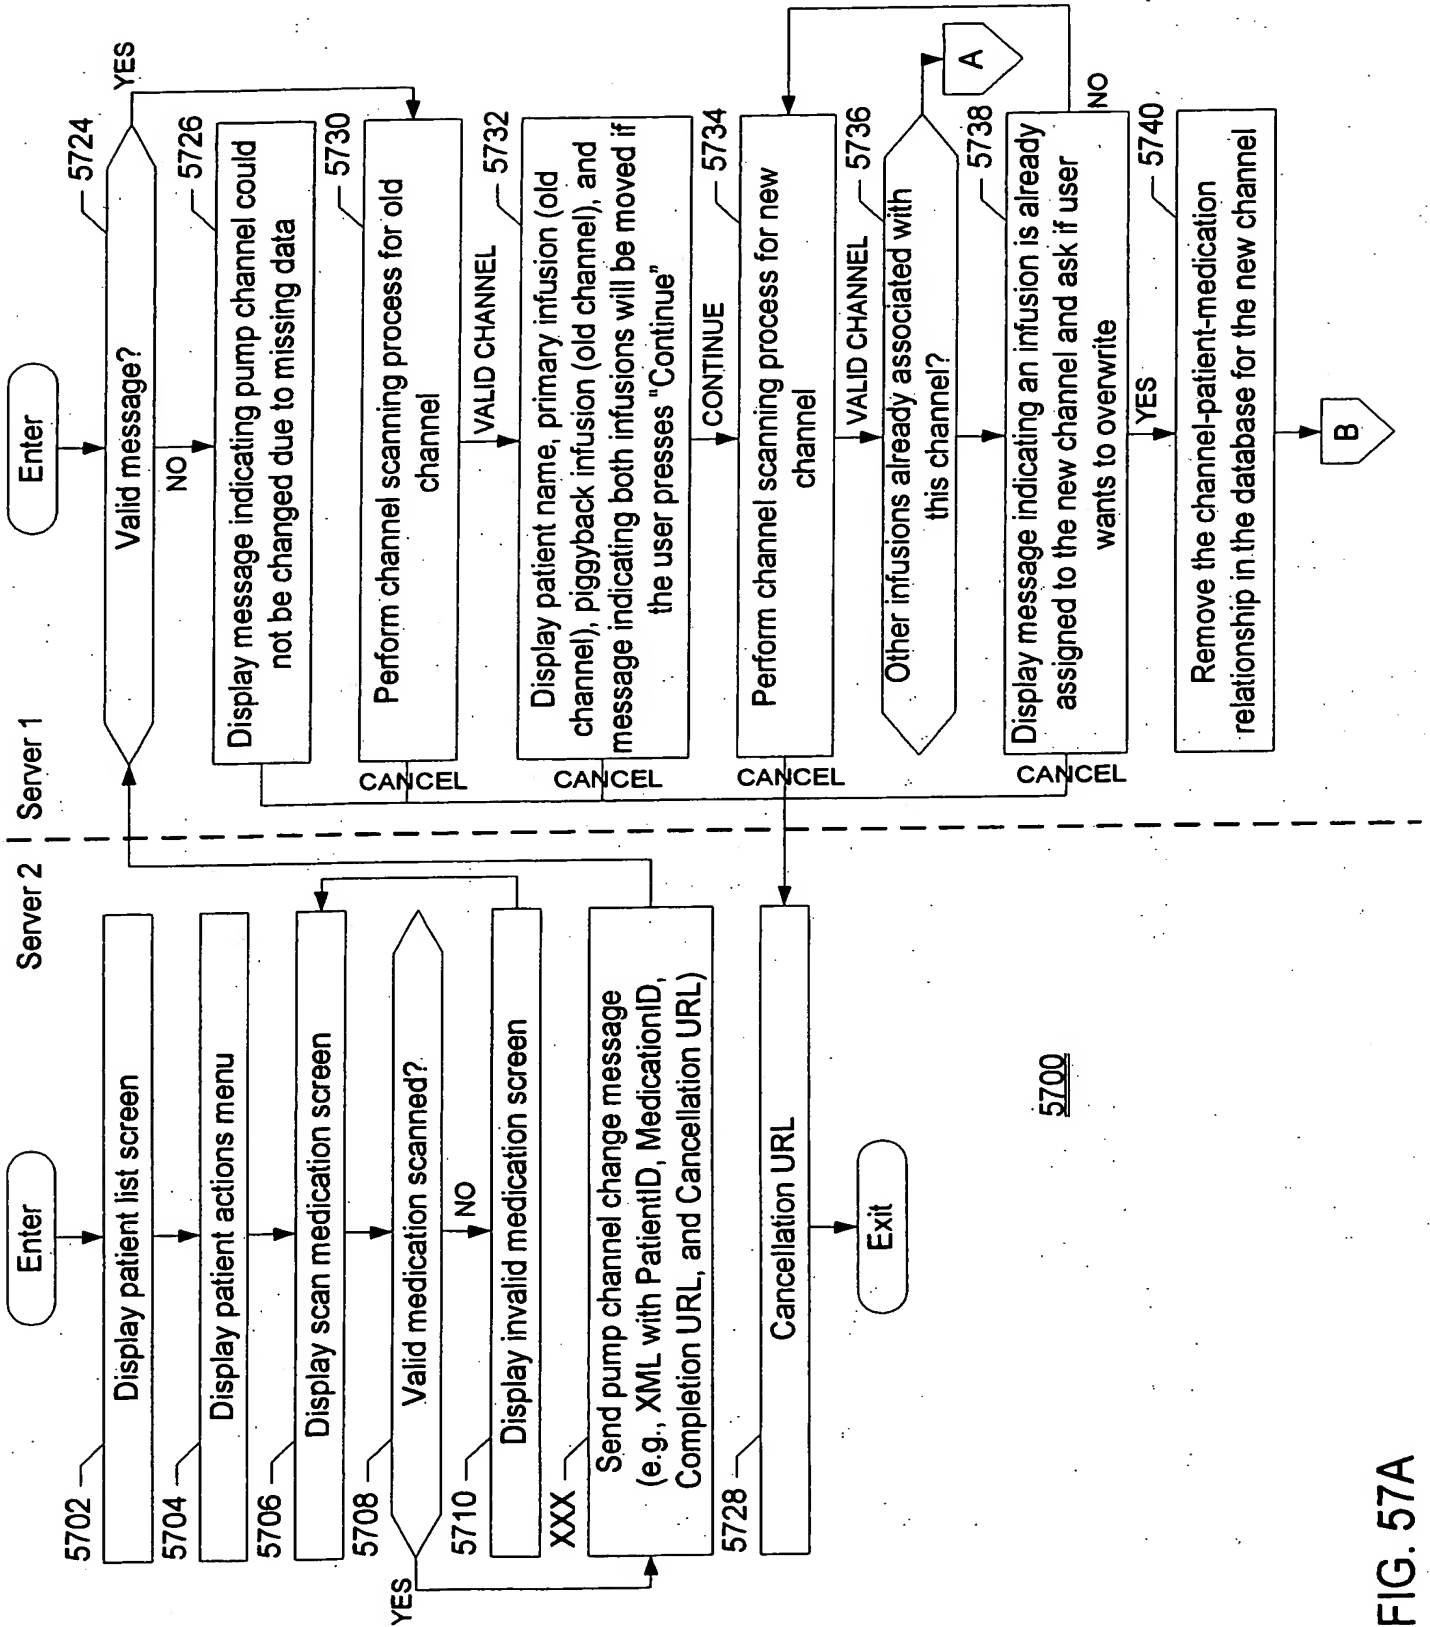 Server 2
Server 1
Enter
5702
Display patient list screen
5704
Display patient actions menu
5706
Display scan medication screen
5708
Valid medication scanned?
YES
NO
5710
Display invalid medication screen
XXX
Send pump channel change message
(e.g., XML with PatientID, MedicationID,
Completion URL, and Cancellation URL)
5728
Cancellation URL
Exit
5700
Enter
5724
Valid message?
YES
NO
5726
Display message indicating pump channel could
not be changed due to missing data
5730
Perform channel scanning process for old
channel
CANCEL
VALID CHANNEL
5732
Display patient name, primary infusion (old
channel), piggyback infusion (old channel), and
message indicating both infusions will be moved if
the user presses "Continue"
CANCEL
CONTINUE
5734
Perform channel scanning process for new
channel
CANCEL
VALID CHANNEL
5736
Other infusions already associated with
this channel?
A
5738
Display message indicating an infusion is already
assigned to the new channel and ask if user
wants to overwrite
CANCEL
NO
YES
5740
Remove the channel-patient-medication
relationship in the database for the new channel
B
FIG. 57A